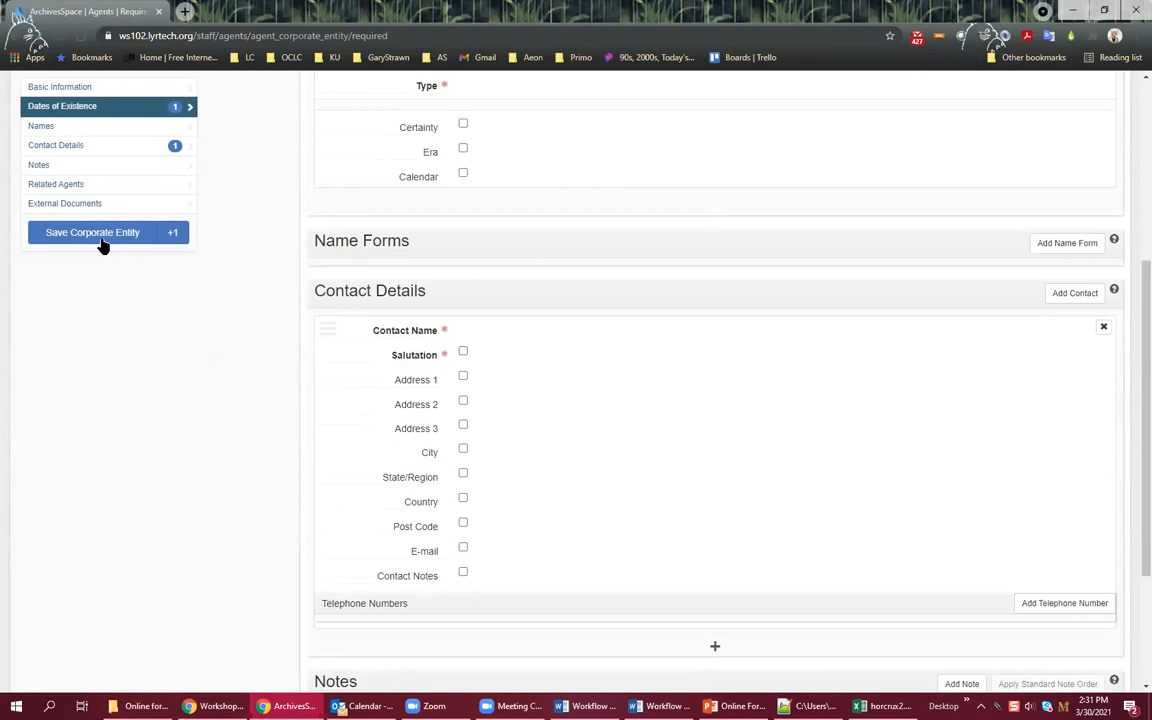 ArchivesSpace | Agents | Require
ws102.lyrtech.org/staff/agents/agent_corporate_entity/required
427
Apps
Bookmarks
Home | Free Interne...
LC
OCLC
KU
GaryStrawn
AS
Gmail
Aeon
Primo
90s, 2000s, Today's...
Boards | Trello
Other bookmarks
Reading list
Basic Information
Dates of Existence 1
Names
Contact Details 1
Notes
Related Agents
External Documents
Save Corporate Entity +1
Type *
Certainty
Era
Calendar
Name Forms
Add Name Form
Contact Details
Add Contact
Contact Name *
Salutation *
Address 1
Address 2
Address 3
City
State/Region
Country
Post Code
E-mail
Contact Notes
Telephone Numbers
Add Telephone Number
Notes
Add Note
Apply Standard Note Order
Online for...
Workshop...
ArchivesS...
Calendar -...
Zoom
Meeting C...
Workflow ...
Workflow ...
Online For...
C:\Users\...
horcrux2....
Desktop
2:31 PM
3/30/2021
2